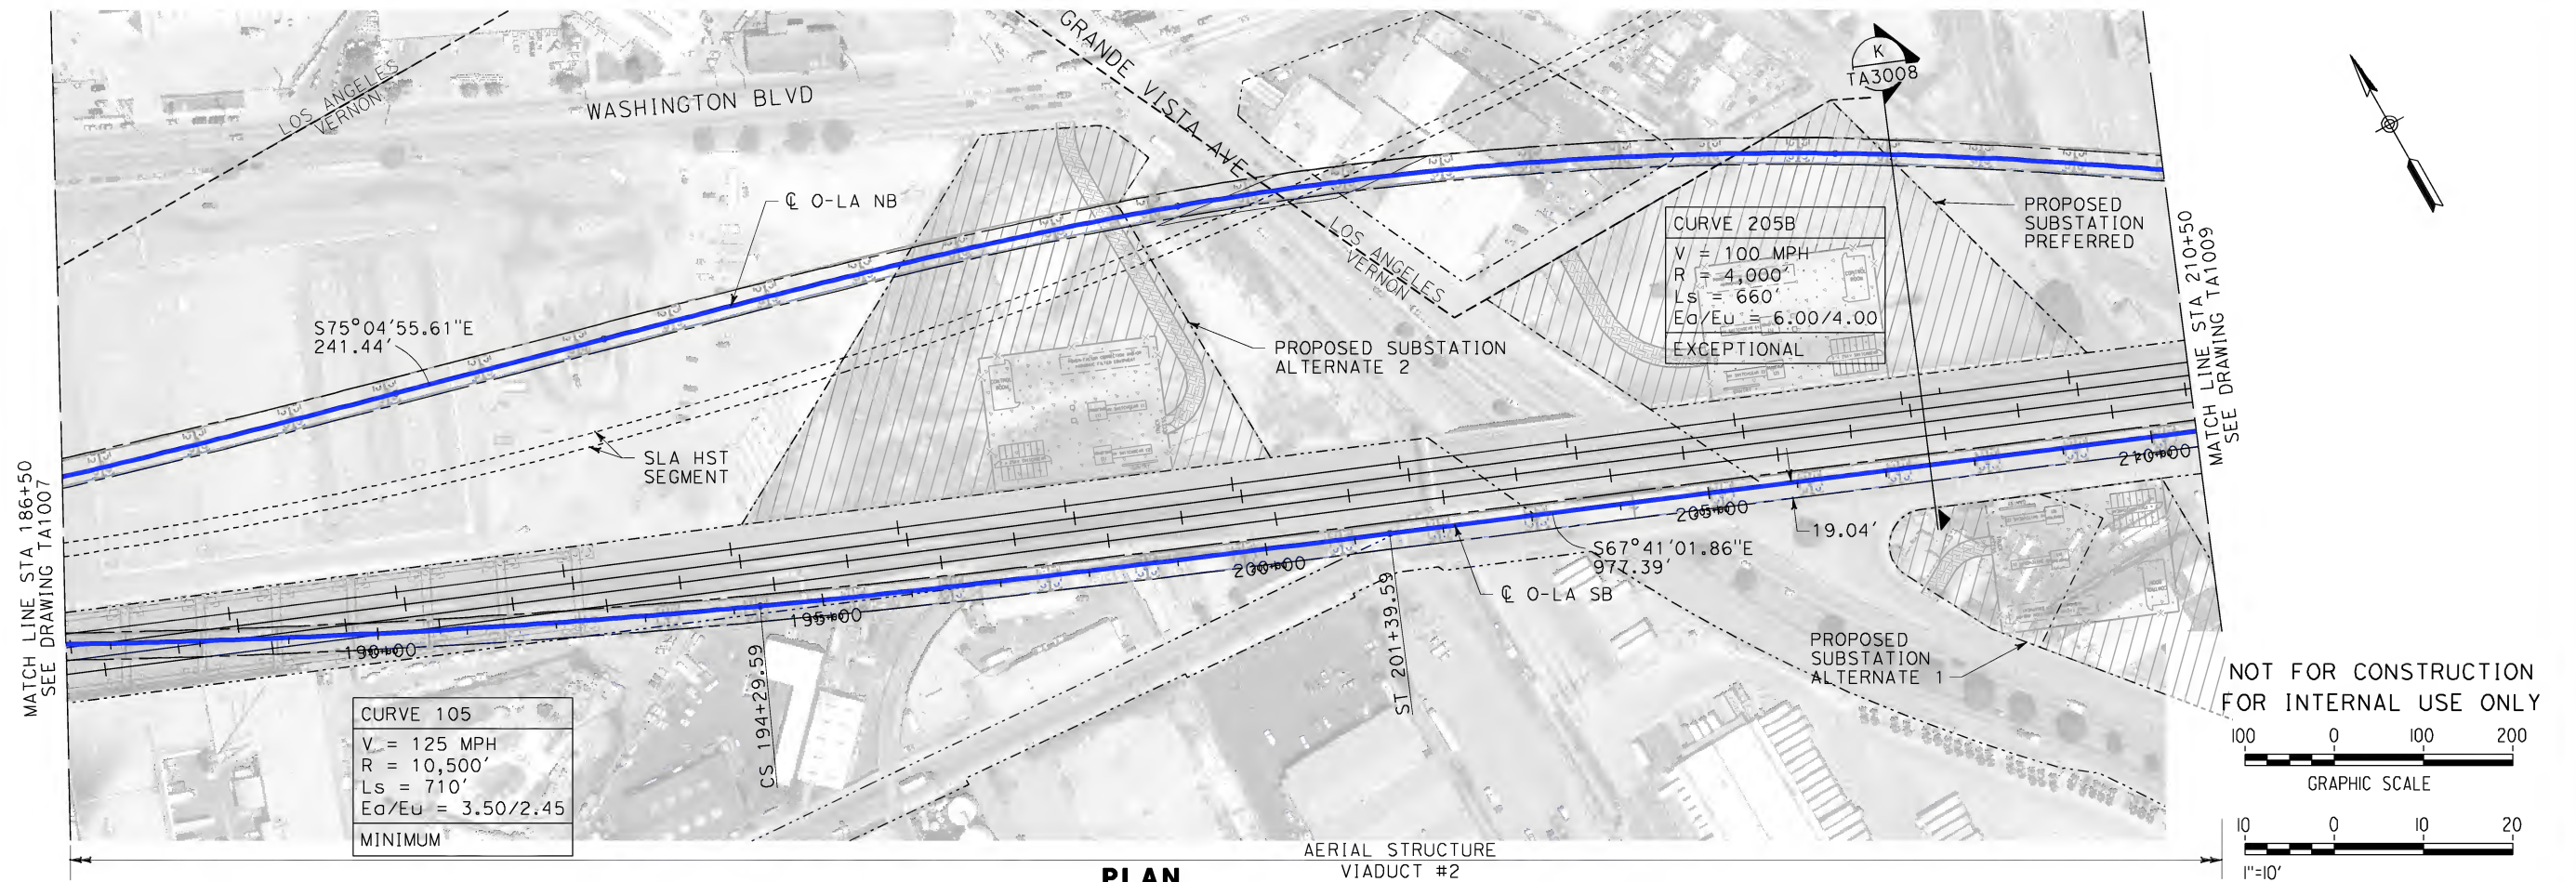 GRANDE VISTA AVE
K
TA3008
LOS ANGELES
VERNON
WASHINGTON BLVD
℄ O-LA NB
PROPOSED
SUBSTATION
PREFERRED
CURVE 205B
V = 100 MPH
R = 4,000'
Ls = 660'
Ea/Eu = 6.00/4.00
EXCEPTIONAL
LOS ANGELES
VERNON
MATCH LINE STA 210+50
SEE DRAWING TA1009
S75°04'55.61"E
241.44'
PROPOSED SUBSTATION
ALTERNATE 2
SLA HST
SEGMENT
MATCH LINE STA 186+50
SEE DRAWING TA1007
210+00
205+00
19.04'
S67°41'01.86"E
977.39'
200+00
℄ O-LA SB
195+00
190+00
CS 194+29.59
ST 201+39.59
PROPOSED
SUBSTATION
ALTERNATE 1
NOT FOR CONSTRUCTION
FOR INTERNAL USE ONLY
CURVE 105
V = 125 MPH
R = 10,500'
Ls = 710'
Ea/Eu = 3.50/2.45
MINIMUM
100 0 100 200
GRAPHIC SCALE
10 0 10 20
1"=10'
AERIAL STRUCTURE
VIADUCT #2
PLAN